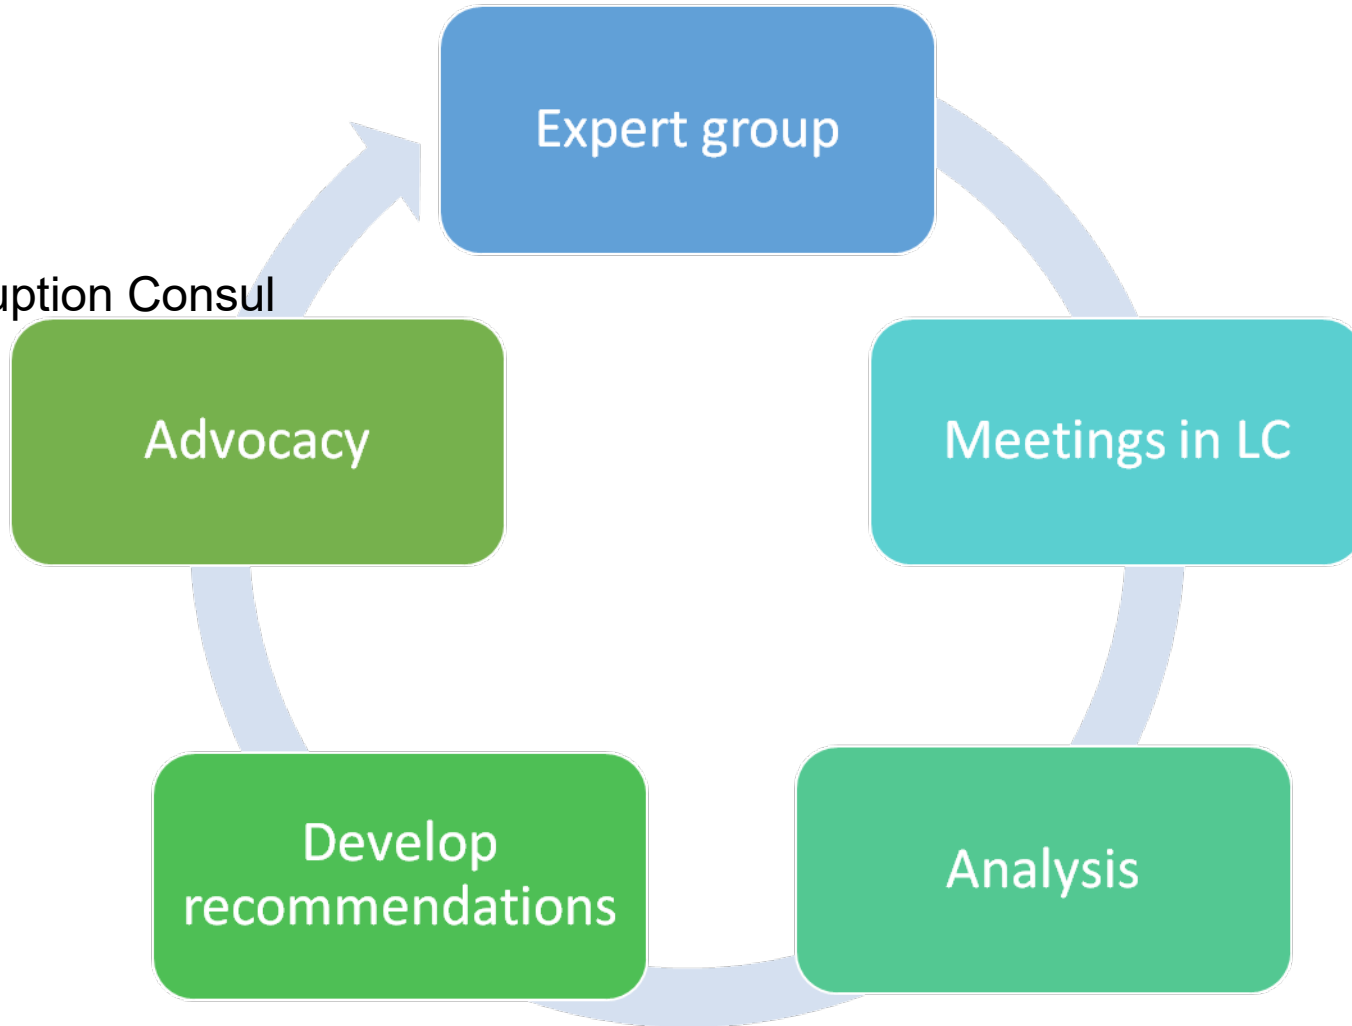 Expert group
uption Consul
Advocacy
Meetings in LC
Develop
recommendations
Analysis